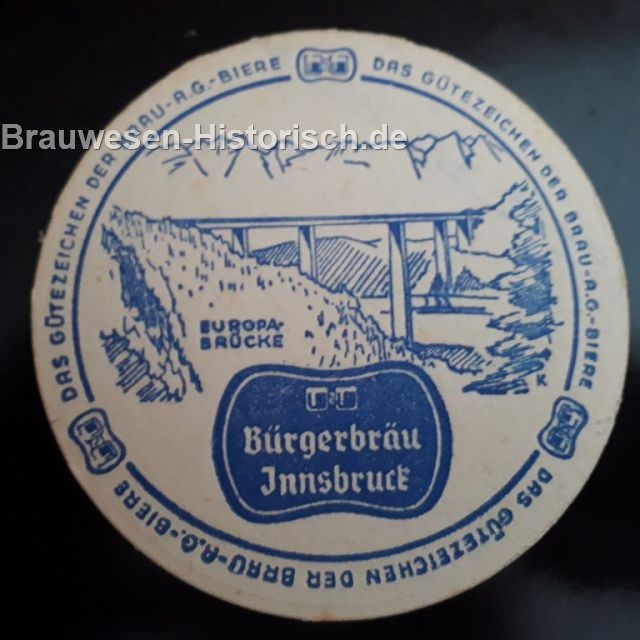 Brauwesen-Historisch.de
DAS GÜTEZEICHEN DER BRAU-A.G.-BIERE
DAS GÜTEZEICHEN DER BRAU-A.G.-BIERE
DAS GÜTEZEICHEN DER BRAU-A.G.-BIERE
EUROPA-
BRÜCKE
K
Bürgerbräu
Innsbruck